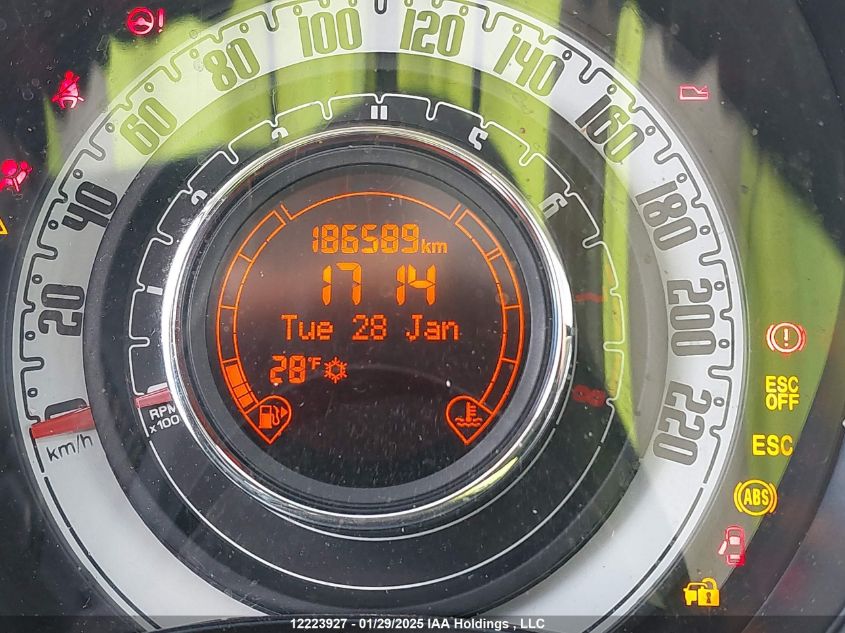 0 20 40 60 80 100 120 140 160 180 200 220
km/h
RPM
x100
186589km
17 14
Tue 28 Jan
28°F
ESC
OFF
ESC
ABS
12223927 - 01/29/2025 IAA Holdings , LLC